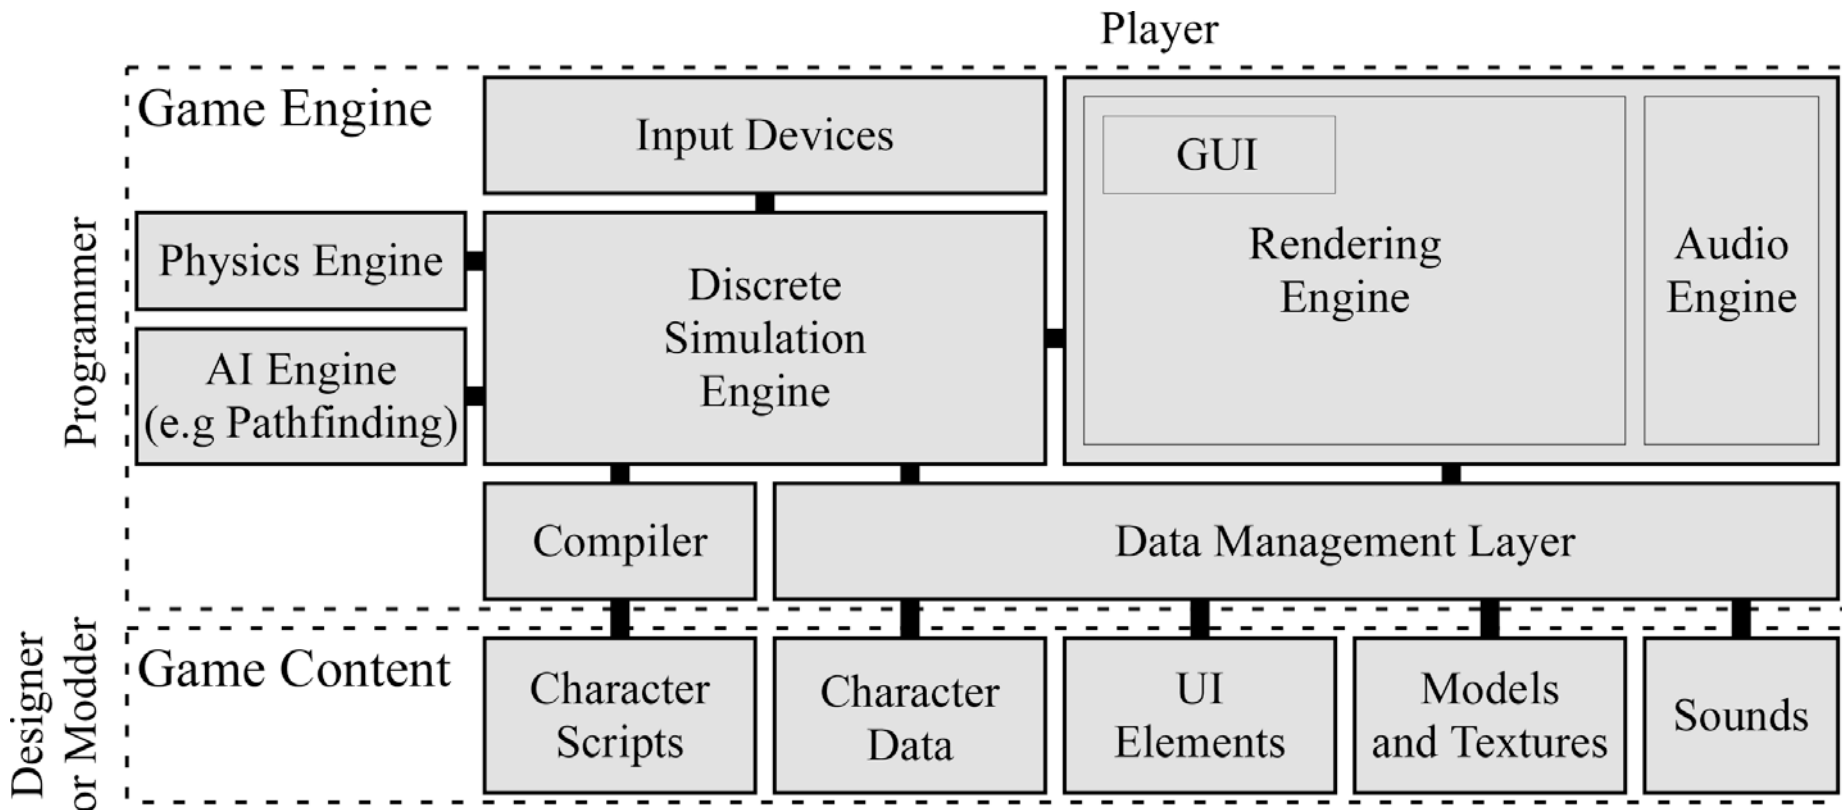 Player
Game Engine
Input Devices
GUI
Rendering
Engine
Audio
Engine
Programmer
Physics Engine
Discrete
Simulation
Engine
AI Engine
(e.g Pathfinding)
Compiler
Data Management Layer
Designer
or Modder
Game Content
Character
Scripts
Character
Data
UI
Elements
Models
and Textures
Sounds